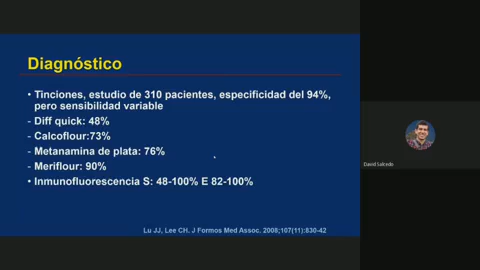 Diagnóstico
• Tinciones, estudio de 310 pacientes, especificidad del 94%,
pero sensibilidad variable
- Diff quick: 48%
- Calcoflour:73%
- Metanamina de plata: 76%
- Meriflour: 90%
• Inmunofluorescencia S: 48-100% E 82-100%
Lu JJ, Lee CH. J Formos Med Assoc. 2008;107(11):830-42
David Salcedo